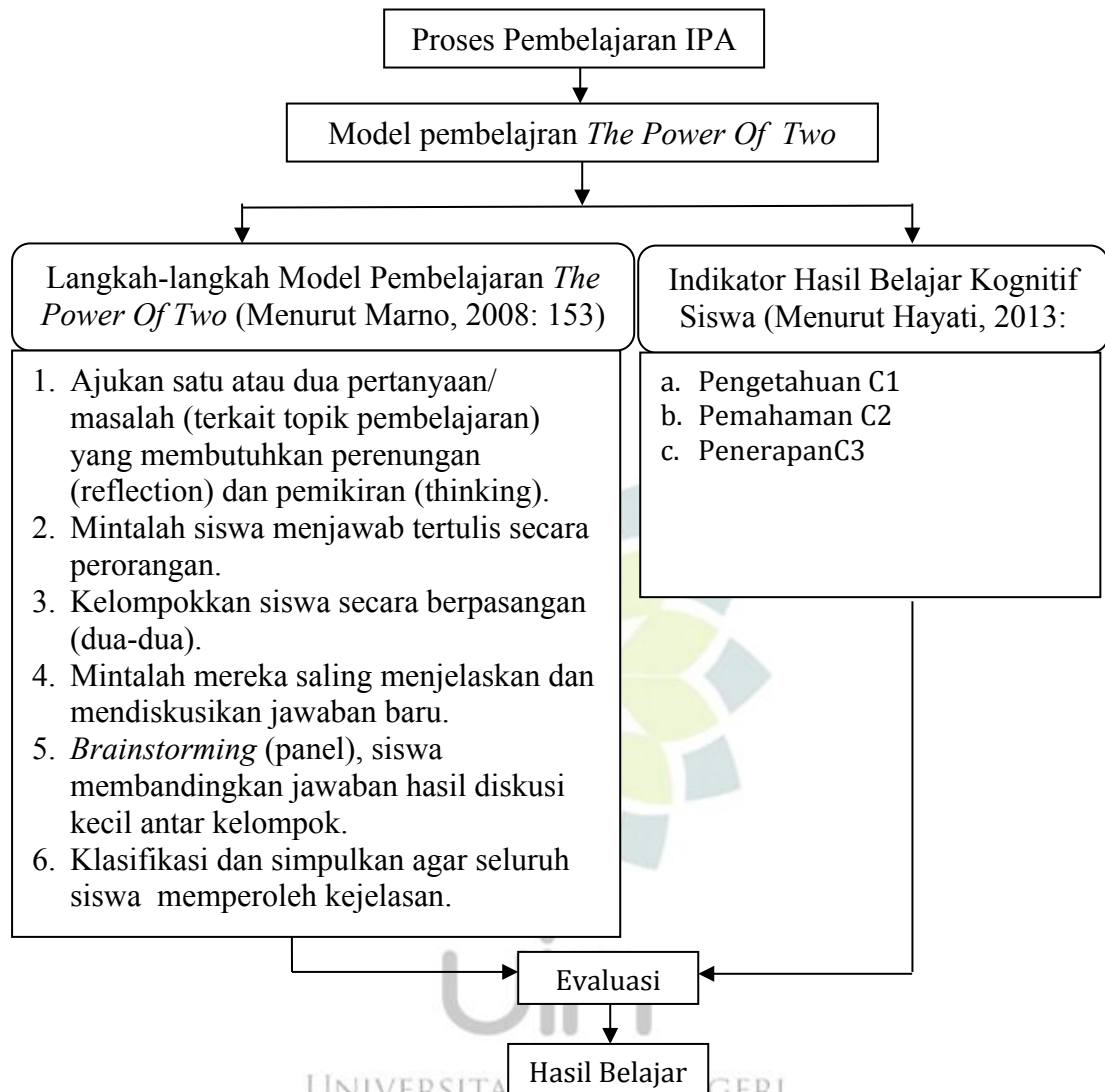 Proses Pembelajaran IPA
Model pembelajran The Power Of Two
Langkah-langkah Model Pembelajaran The
Power Of Two (Menurut Marno, 2008: 153)
1. Ajukan satu atau dua pertanyaan/
masalah (terkait topik pembelajaran)
yang membutuhkan perenungan
(reflection) dan pemikiran (thinking).
2. Mintalah siswa menjawab tertulis secara
perorangan.
3. Kelompokkan siswa secara berpasangan
(dua-dua).
4. Mintalah mereka saling menjelaskan dan
mendiskusikan jawaban baru.
5. Brainstorming (panel), siswa
membandingkan jawaban hasil diskusi
kecil antar kelompok.
6. Klasifikasi dan simpulkan agar seluruh
siswa memperoleh kejelasan.
Indikator Hasil Belajar Kognitif
Siswa (Menurut Hayati, 2013:
a. Pengetahuan C1
b. Pemahaman C2
c. PenerapanC3
Evaluasi
Hasil Belajar